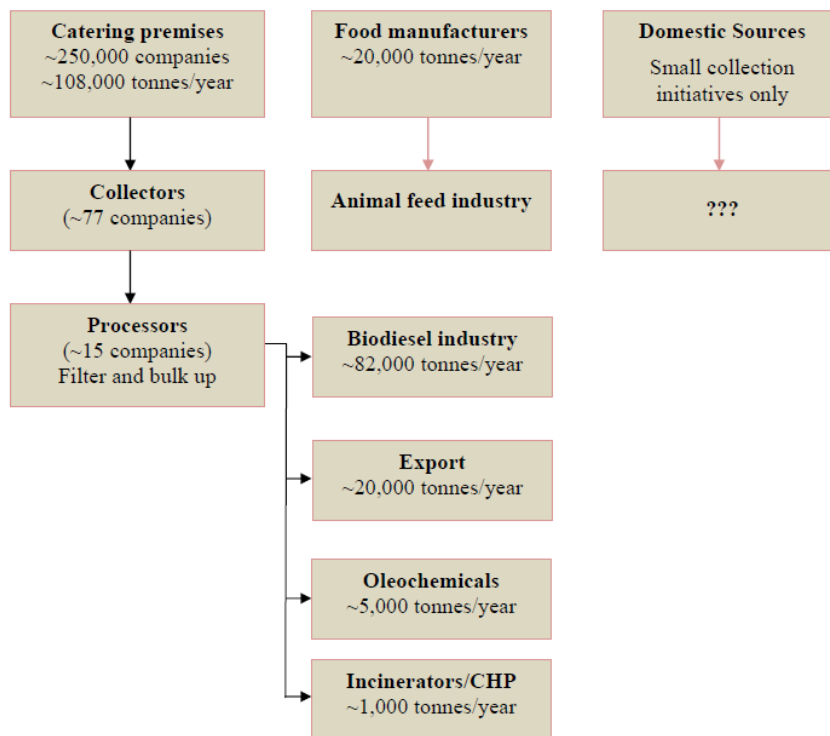 Catering premises
~250,000 companies
~108,000 tonnes/year
Food manufacturers
~20,000 tonnes/year
Domestic Sources
Small collection
initiatives only
Collectors
(~77 companies)
Animal feed industry
???
Processors
(~15 companies)
Filter and bulk up
Biodiesel industry
~82,000 tonnes/year
Export
~20,000 tonnes/year
Oleochemicals
~5,000 tonnes/year
Incinerators/CHP
~1,000 tonnes/year